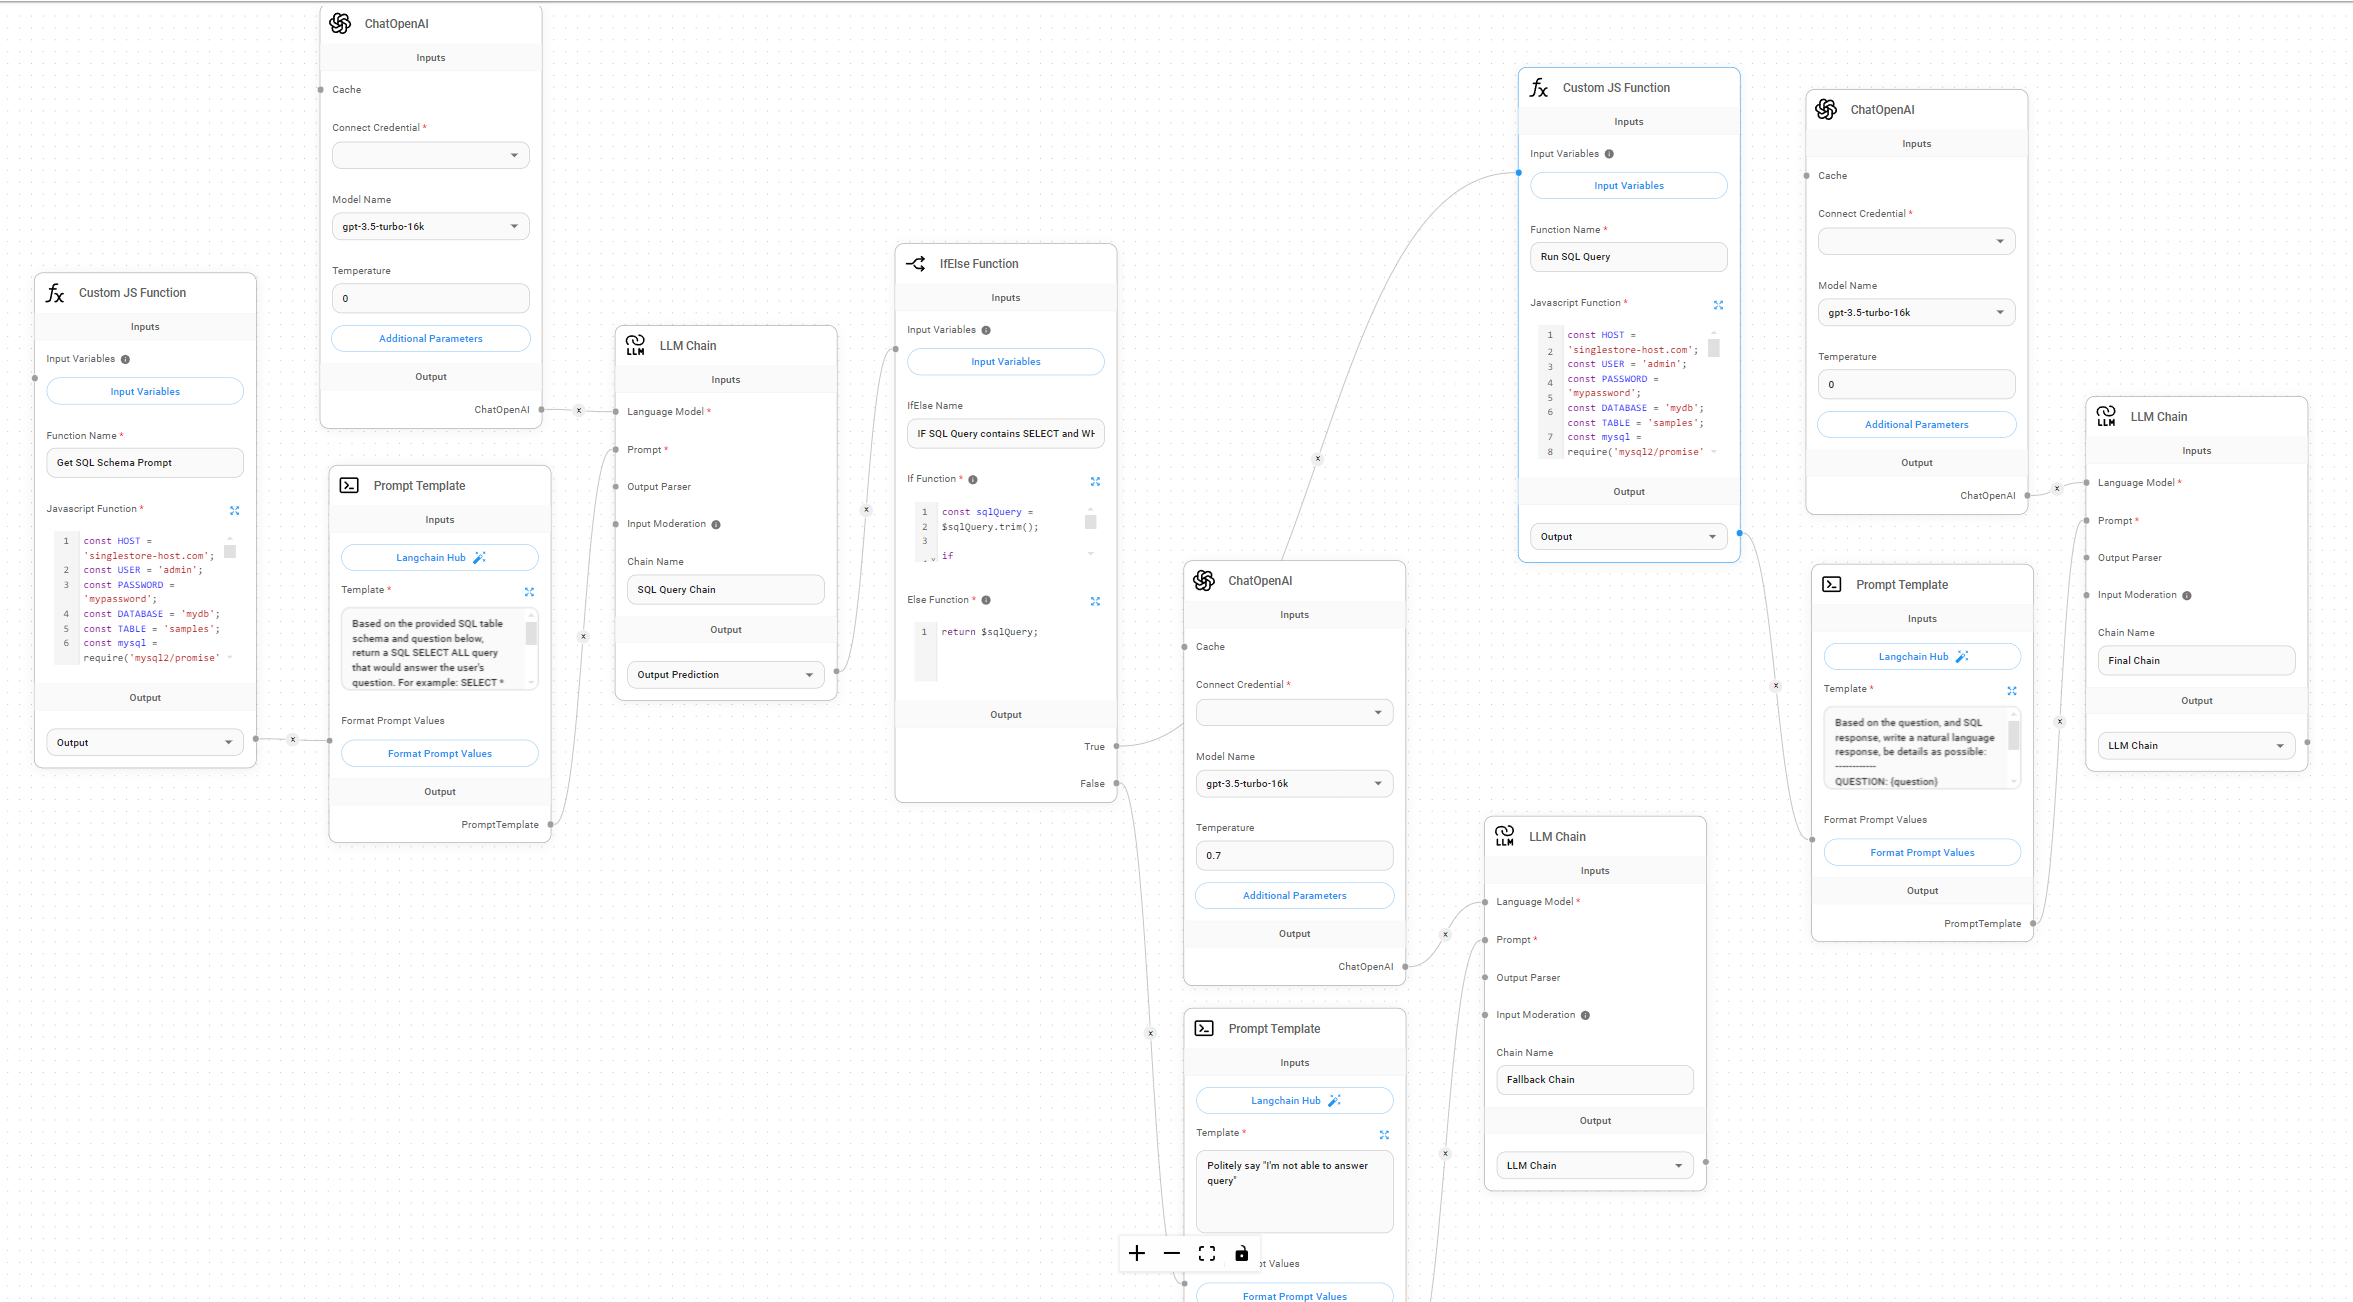 ChatOpenAI
Inputs
Cache
Connect Credential *
Model Name
gpt-3.5-turbo-16k
Temperature
0
Additional Parameters
Output
ChatOpenAI
Custom JS Function
Inputs
Input Variables
Input Variables
Function Name *
Get SQL Schema Prompt
Javascript Function *
1 const HOST =
'singlestore-host.com';
2 const USER = 'admin';
3 const PASSWORD =
'mypassword';
4 const DATABASE = 'mydb';
5 const TABLE = 'samples';
6 const mysql =
require('mysql2/promise'
Output
Output
Prompt Template
Inputs
Langchain Hub
Template *
Based on the provided SQL table
schema and question below,
return a SQL SELECT ALL query
that would answer the user's
question. For example: SELECT *
Format Prompt Values
Format Prompt Values
Output
PromptTemplate
LLM
LLM Chain
Inputs
Language Model *
Prompt *
Output Parser
Input Moderation
Chain Name
SQL Query Chain
Output
Output Prediction
IfElse Function
Inputs
Input Variables
Input Variables
IfElse Name
IF SQL Query contains SELECT and WH
If Function *
1 const sqlQuery =
2 $sqlQuery.trim();
3
if
Else Function *
1 return $sqlQuery;
Output
True
False
ChatOpenAI
Inputs
Cache
Connect Credential *
Model Name
gpt-3.5-turbo-16k
Temperature
0.7
Additional Parameters
Output
ChatOpenAI
Prompt Template
Inputs
Langchain Hub
Template *
Politely say "I'm not able to answer
query"
pt Values
Format Prompt Values
LLM
LLM Chain
Inputs
Language Model *
Prompt *
Output Parser
Input Moderation
Chain Name
Fallback Chain
Output
LLM Chain
Custom JS Function
Inputs
Input Variables
Input Variables
Function Name *
Run SQL Query
Javascript Function *
1 const HOST =
2 'singlestore-host.com';
3 const USER = 'admin';
4 const PASSWORD =
5 'mypassword';
6 const DATABASE = 'mydb';
const TABLE = 'samples';
7 const mysql =
8 require('mysql2/promise'
Output
Output
ChatOpenAI
Inputs
Cache
Connect Credential *
Model Name
gpt-3.5-turbo-16k
Temperature
0
Additional Parameters
Output
ChatOpenAI
Prompt Template
Inputs
Langchain Hub
Template *
Based on the question, and SQL
response, write a natural language
response, be details as possible:
------------
QUESTION: {question}
Format Prompt Values
Format Prompt Values
Output
PromptTemplate
LLM
LLM Chain
Inputs
Language Model *
Prompt *
Output Parser
Input Moderation
Chain Name
Final Chain
Output
LLM Chain